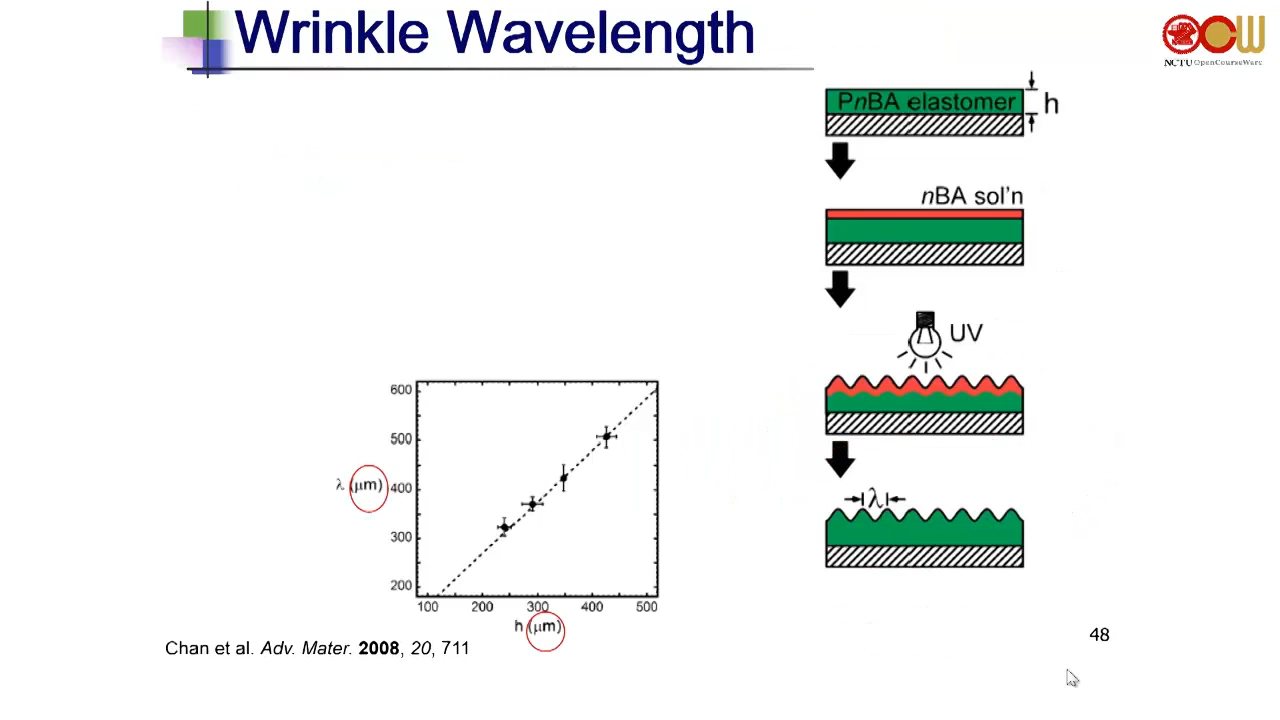 Wrinkle Wavelength
OCW
NCTU OpenCourseWare
PnBA elastomer
h
nBA sol'n
UV
λ
600
500
λ (μm) 400
300
200
100 200 300 400 500
h (μm)
Chan et al. Adv. Mater. 2008, 20, 711
48